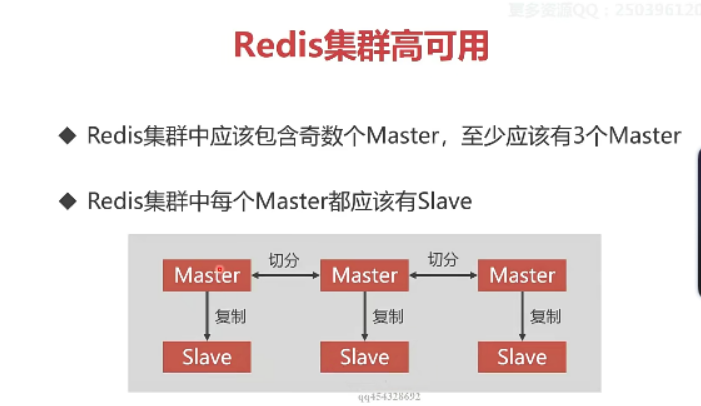 更多资源QQ：250396120
Redis集群高可用
◆ Redis集群中应该包含奇数个Master，至少应该有3个Master
◆ Redis集群中每个Master都应该有Slave
Master 切分 Master 切分 Master
复制 复制 复制
Slave Slave Slave
qq454328692